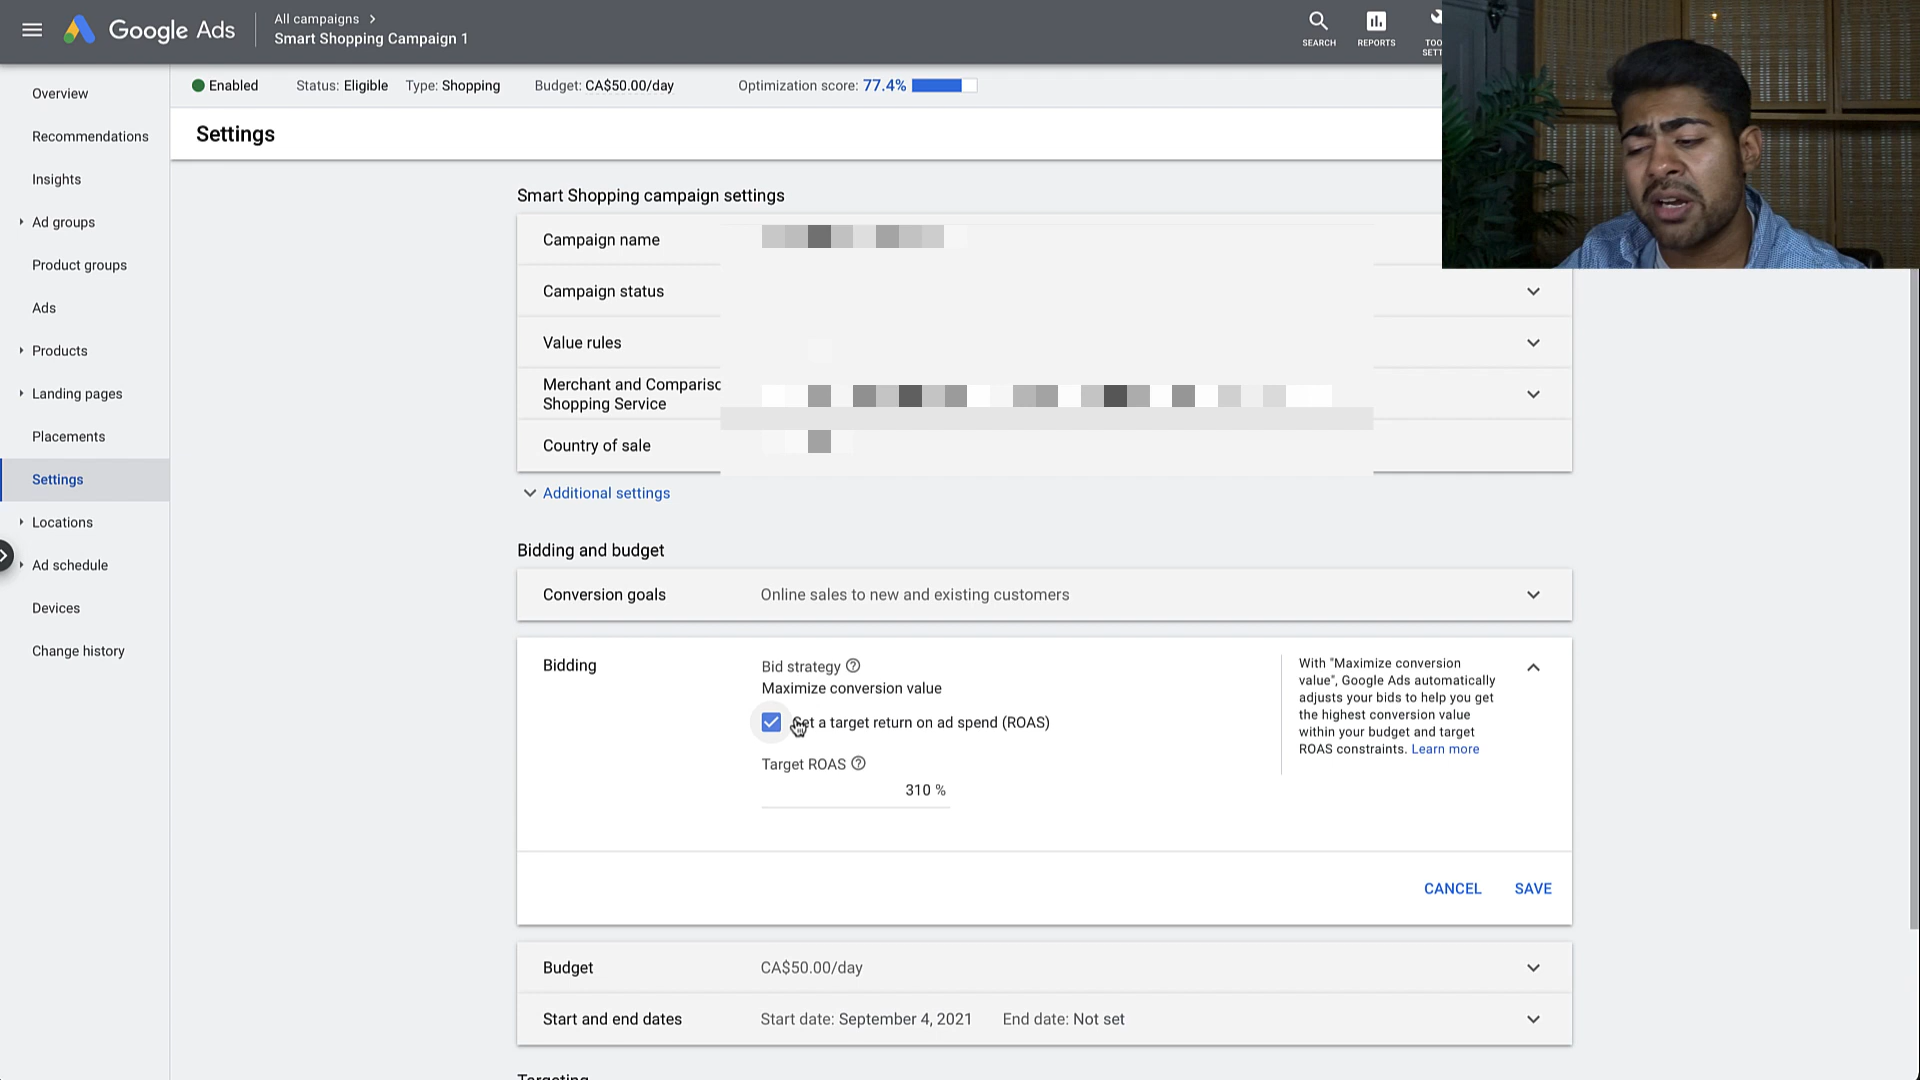 Google Ads
All campaigns
Smart Shopping Campaign 1
SEARCH
REPORTS
Enabled
Status: Eligible
Type: Shopping
Budget: CA$50.00/day
Optimization score: 77.4%
Overview
Recommendations
Insights
Ad groups
Product groups
Ads
Products
Landing pages
Placements
Settings
Locations
Ad schedule
Devices
Change history
Settings
Smart Shopping campaign settings
Campaign name
Campaign status
Value rules
Merchant and
Shopping Service
Country of sale
Additional settings
Bidding and budget
Conversion goals
Online sales to new and existing customers
Bidding
Bid strategy
Maximize conversion value
Set a target return on ad spend (ROAS)
Target ROAS
310 %
With "Maximize conversion
value", Google Ads automatically
adjusts your bids to help you get
the highest conversion value
within your budget and target
ROAS constraints. Learn more
CANCEL
SAVE
Budget
CA$50.00/day
Start and end dates
Start date: September 4, 2021
End date: Not set
Targeting